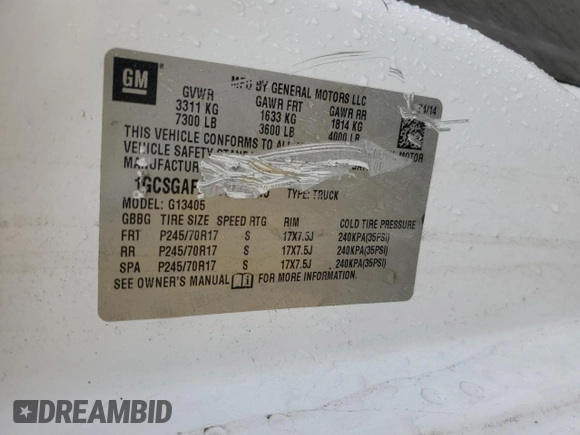 GM
MFD BY GENERAL MOTORS LLC
GVWR GAWR FRT GAWR RR
3311 KG 1633 KG 1814 KG
7300 LB 3600 LB 4000 LB
THIS VEHICLE CONFORMS TO
VEHICLE SAFETY
1GCSGAF TYPE: TRUCK
MODEL: G13405
GBBG TIRE SIZE SPEED RTG RIM COLD TIRE PRESSURE
FRT P245/70R17 S 17X7.5J 240KPA(35PSI)
RR P245/70R17 S 17X7.5J 240KPA(35PSI)
SPA P245/70R17 S 17X7.5J 240KPA(35PSI)
SEE OWNER'S MANUAL FOR MORE INFORMATION.
DREAMBID